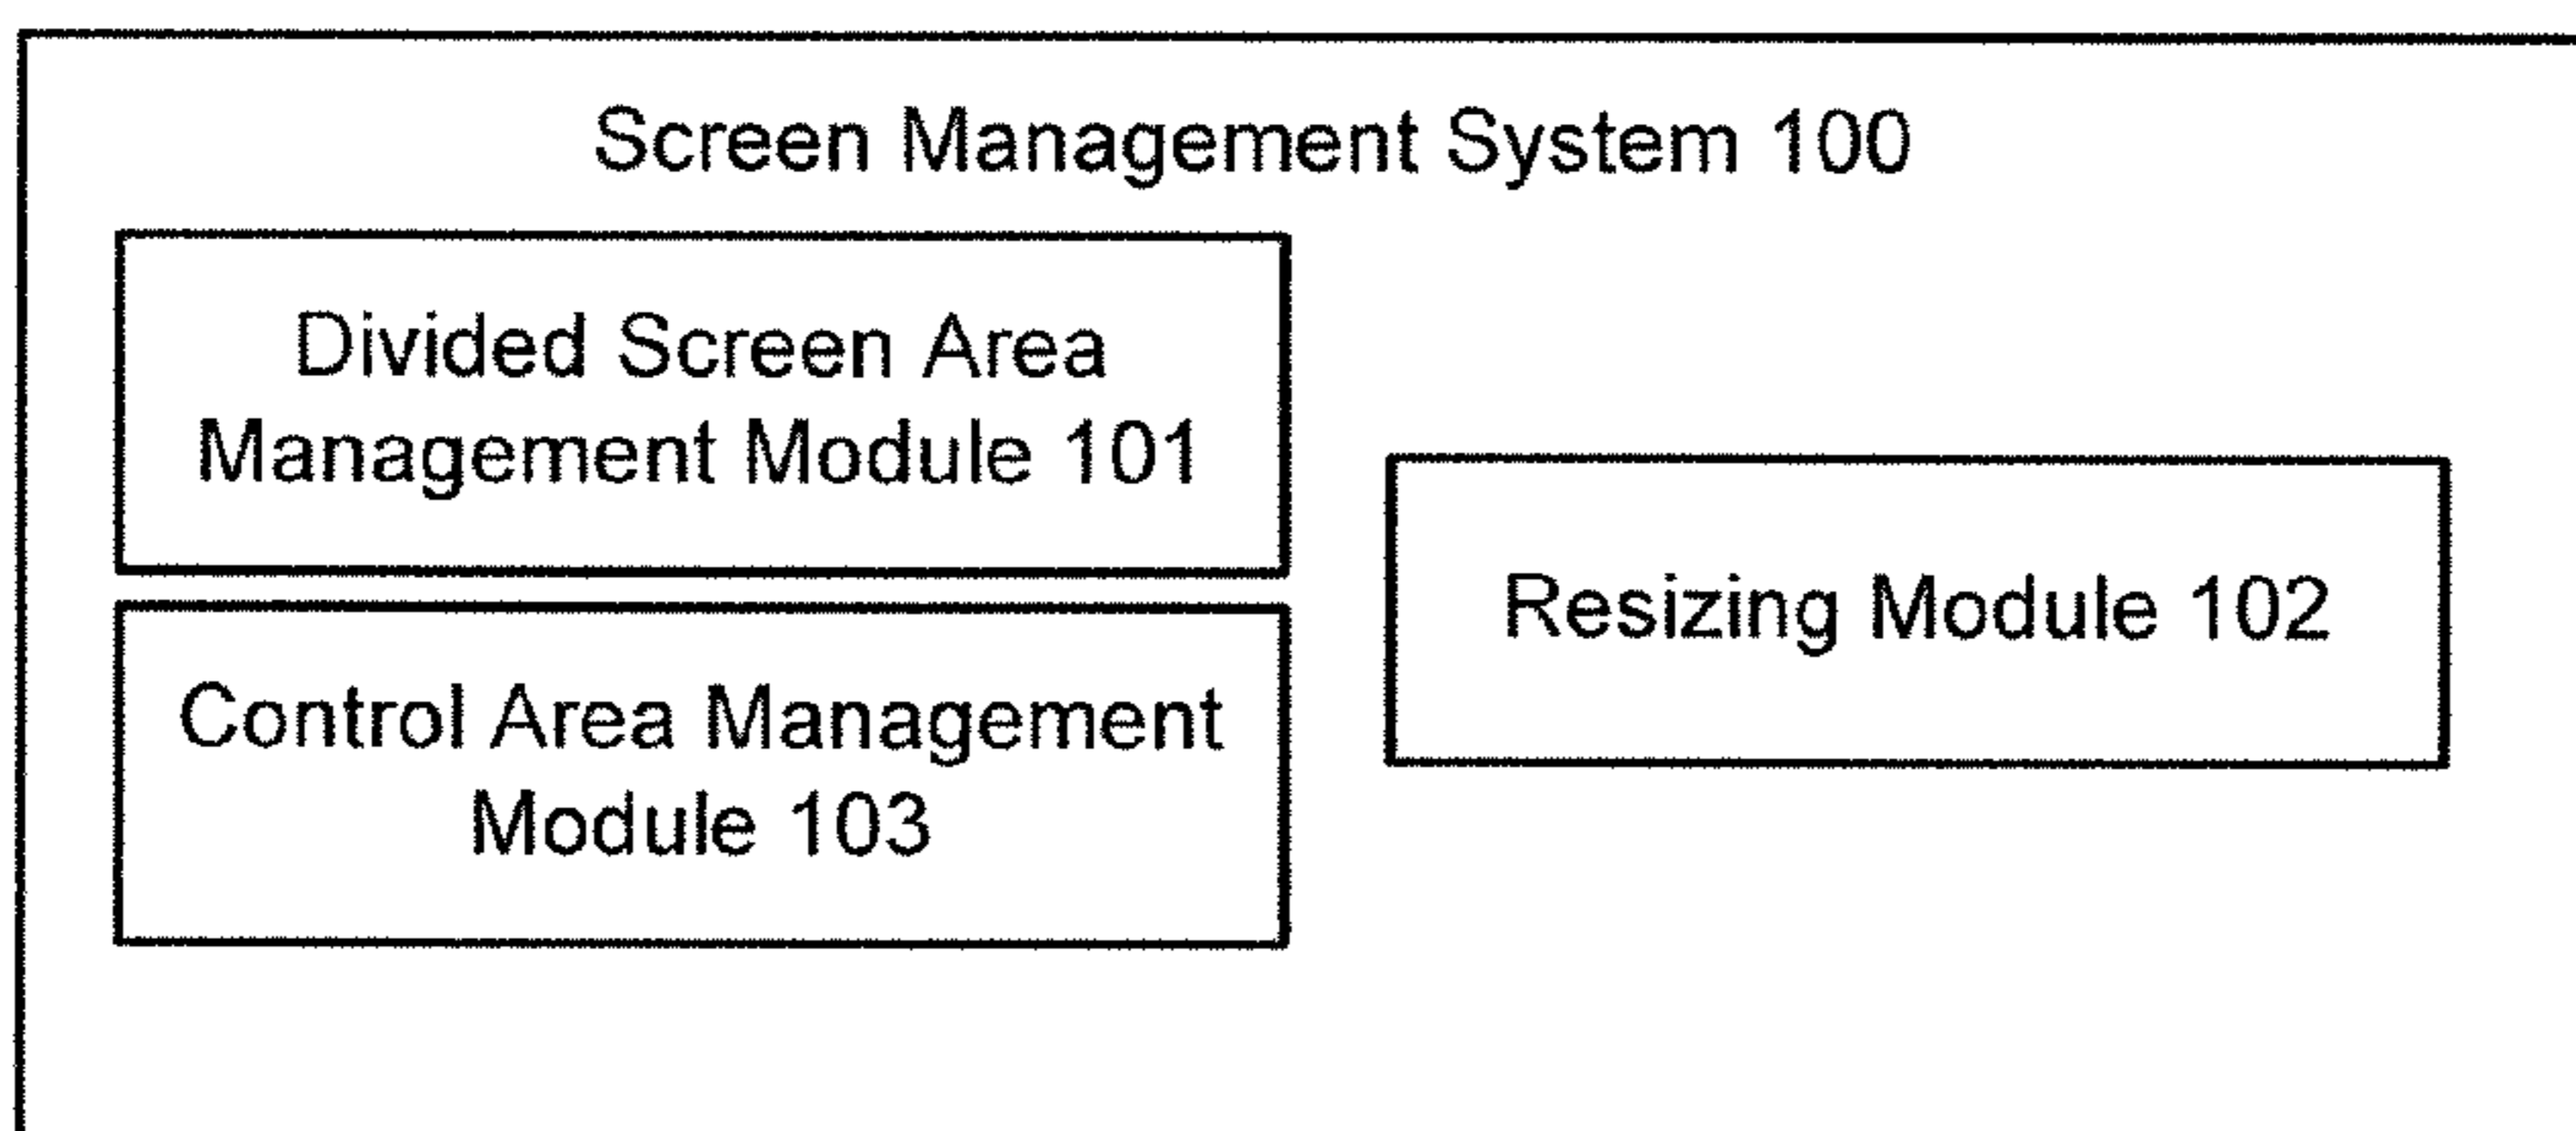 Screen Management System 100
Divided Screen Area
Management Module 101
Resizing Module 102
Control Area Management
Module 103